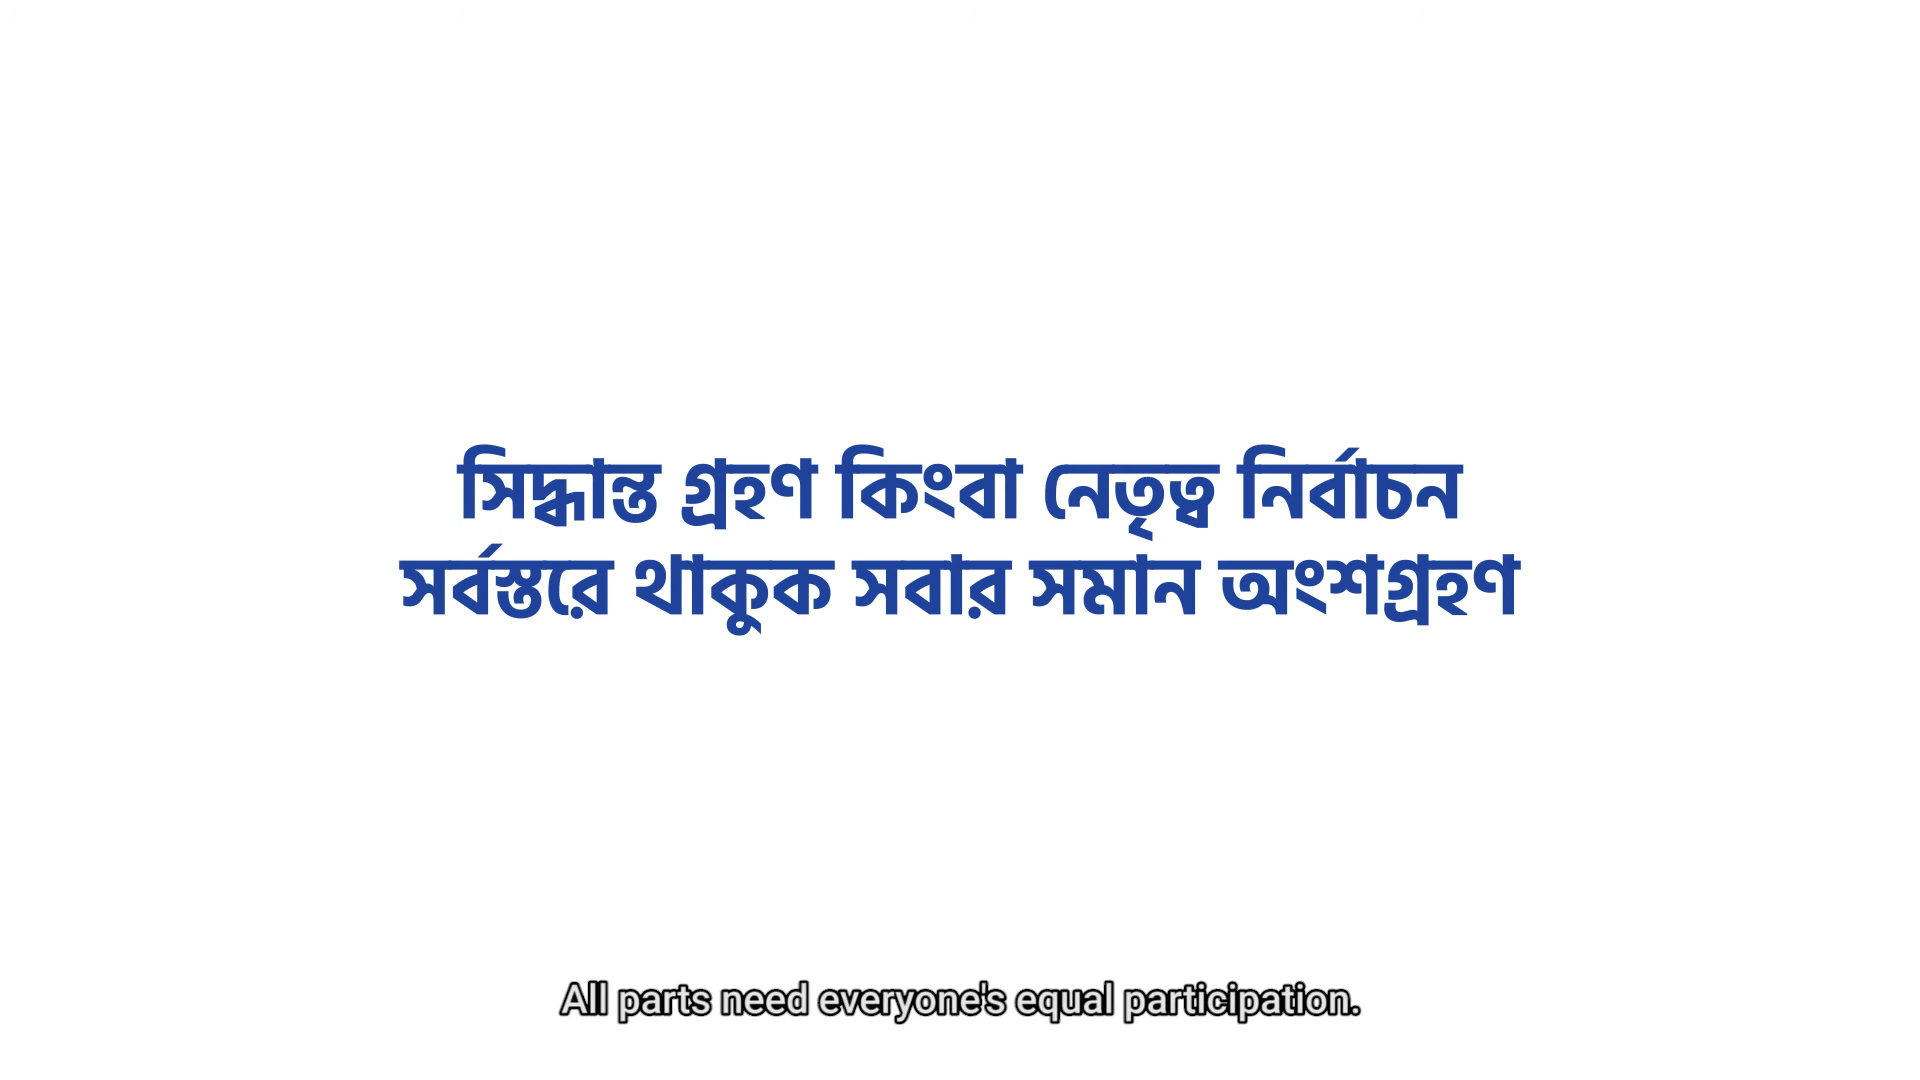 সিদ্ধান্ত গ্রহণ কিংবা নেতৃত্ব নির্বাচন
সর্বস্তরে থাকুক সবার সমান অংশগ্রহণ
All parts need everyone's equal participation.